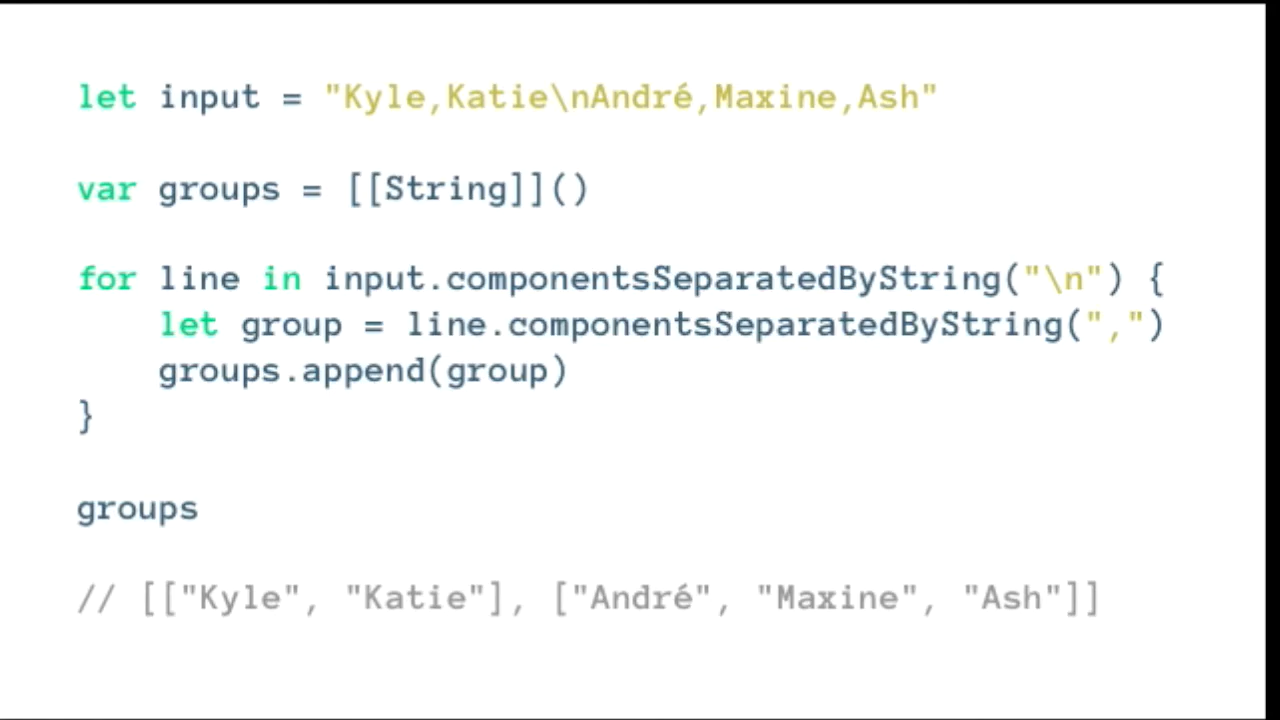 let input = "Kyle,Katie\nAndré,Maxine,Ash"
var groups = [[String]]()
for line in input.componentsSeparatedByString("\n") {
    let group = line.componentsSeparatedByString(",")
    groups.append(group)
}
groups
// [["Kyle", "Katie"], ["André", "Maxine", "Ash"]]